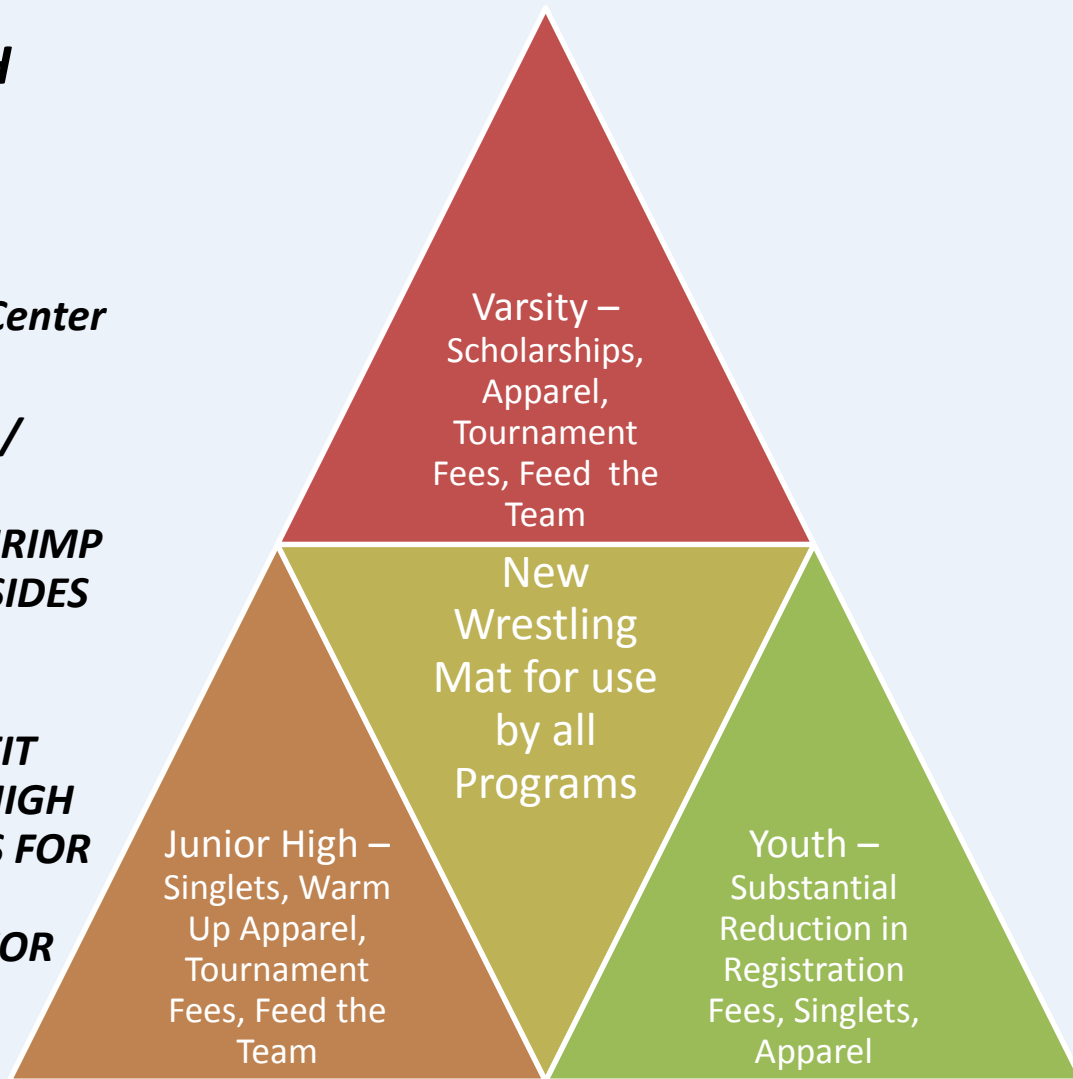 H
Center
/
RIMP
SIDES
IT
HIGH
S FOR
OR
Varsity –
Scholarships,
Apparel,
Tournament
Fees, Feed the
Team
New
Wrestling
Mat for use
by all
Programs
Junior High –
Singlets, Warm
Up Apparel,
Tournament
Fees, Feed the
Team
Youth –
Substantial
Reduction in
Registration
Fees, Singlets,
Apparel